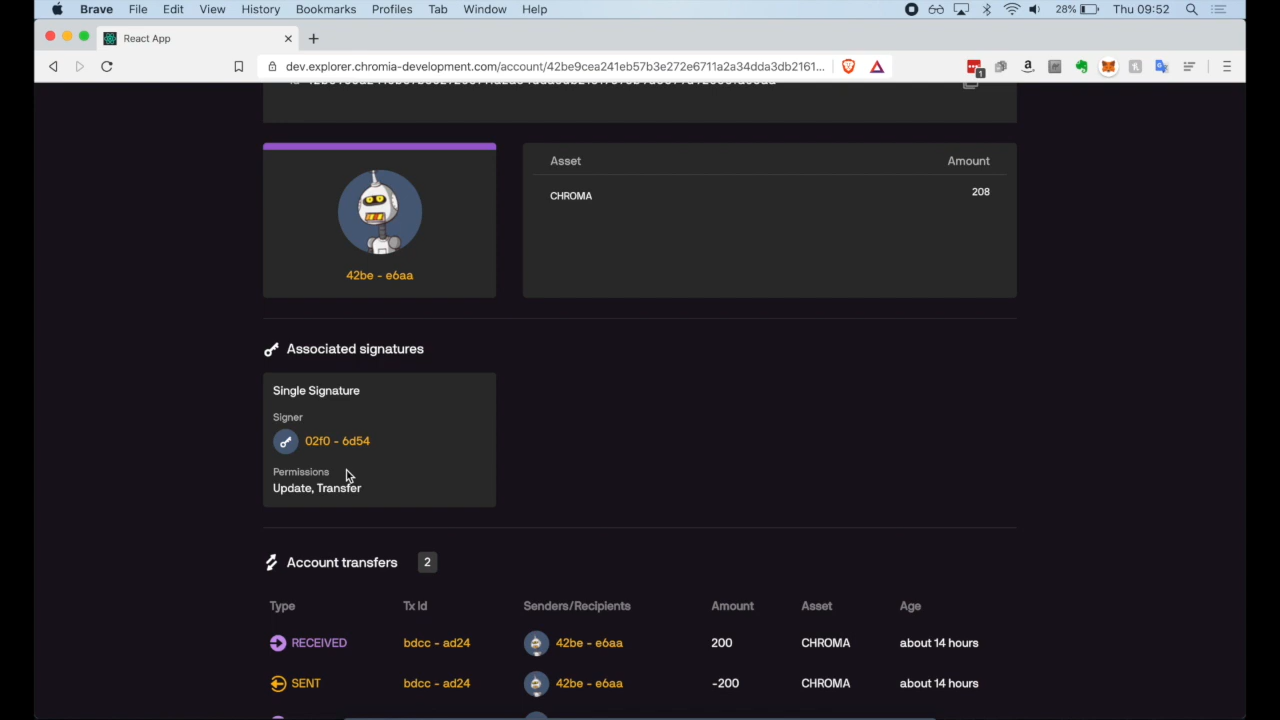 Brave File Edit View History Bookmarks Profiles Tab Window Help 28% Thu 09:52
React App
dev.explorer.chromia-development.com/account/42be9cea241eb57b3e272e6711a2a34dda3db2161...
1
Asset Amount
CHROMA 208
42be - e6aa
Associated signatures
Single Signature
Signer
02f0 - 6d54
Permissions
Update, Transfer
Account transfers 2
Type Tx Id Senders/Recipients Amount Asset Age
RECEIVED bdcc - ad24 42be - e6aa 200 CHROMA about 14 hours
SENT bdcc - ad24 42be - e6aa -200 CHROMA about 14 hours